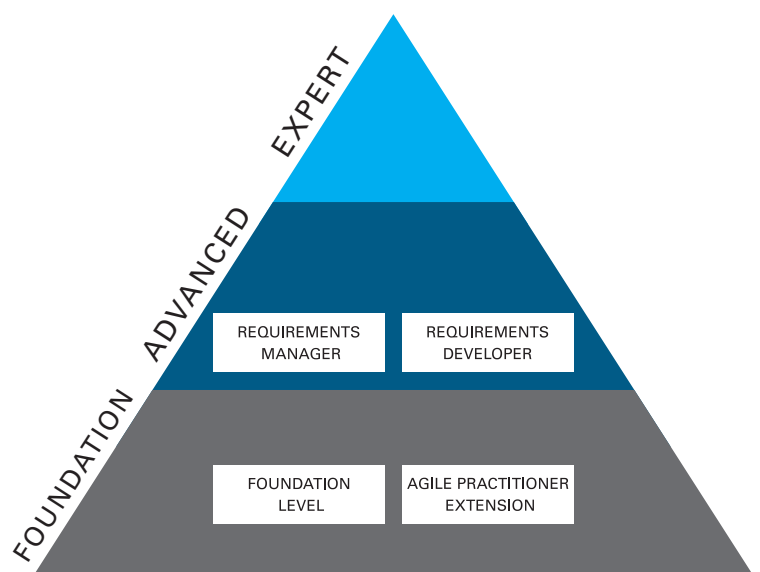 EXPERT
ADVANCED
REQUIREMENTS
MANAGER
REQUIREMENTS
DEVELOPER
FOUNDATION
FOUNDATION
LEVEL
AGILE PRACTITIONER
EXTENSION